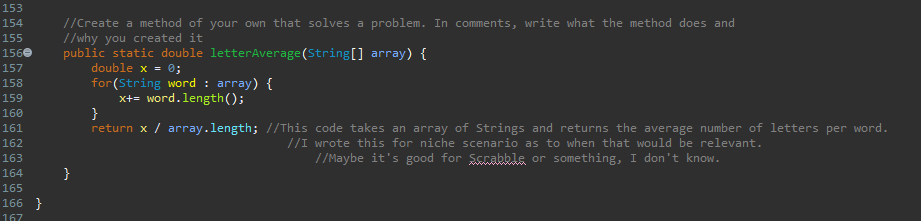 153
154 //Create a method of your own that solves a problem. In comments, write what the method does and
155 //why you created it
156 public static double letterAverage(String[] array) {
157 double x = 0;
158 for(String word : array) {
159 x+= word.length();
160 }
161 return x / array.length; //This code takes an array of Strings and returns the average number of letters per word.
162 //I wrote this for niche scenario as to when that would be relevant.
163 //Maybe it's good for Scrabble or something, I don't know.
164 }
165
166 }
167